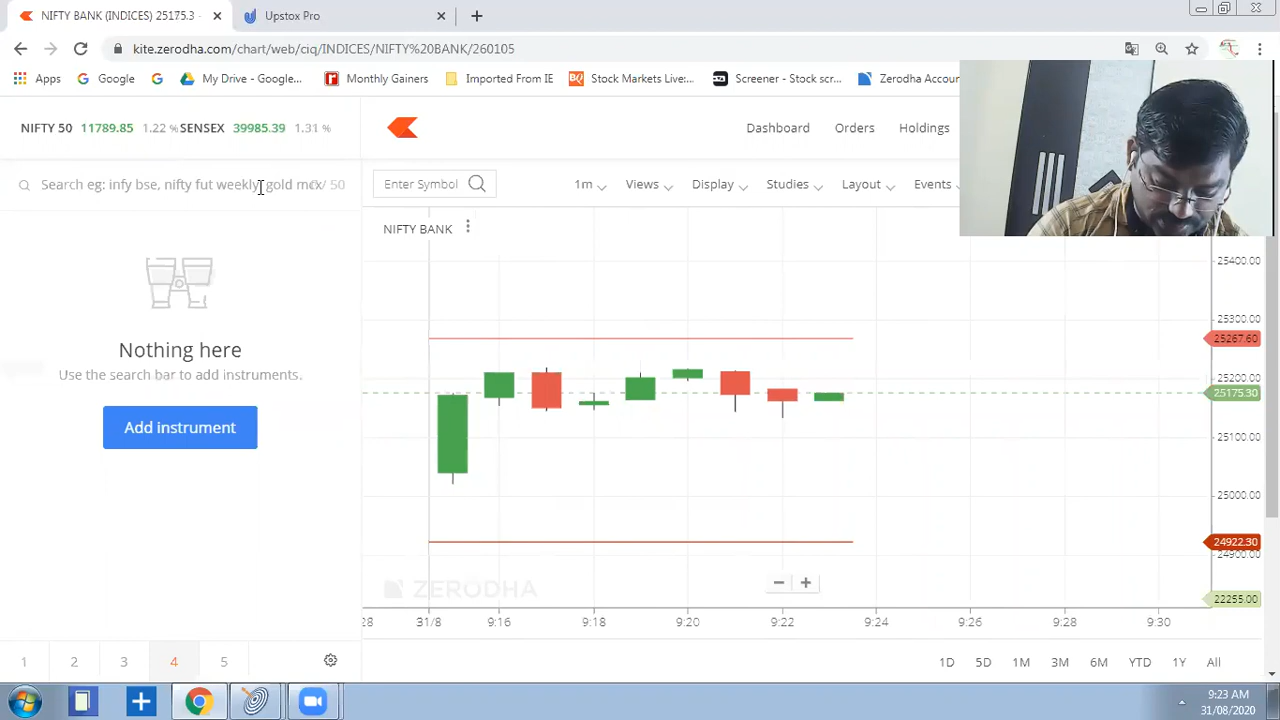 NIFTY BANK (INDICES) 25175.3 -
Upstox Pro
kite.zerodha.com/chart/web/ciq/INDICES/NIFTY%20BANK/260105
Apps
Google
My Drive - Google...
Monthly Gainers
Imported From IE
BQ
Stock Markets Live:...
Screener - Stock scr...
Zerodha Accoun
NIFTY 50 11789.85 1.22 % SENSEX 39985.39 1.31 %
Dashboard
Orders
Holdings
Search eg: infy bse, nifty fut weekly, gold mcx
/ 50
Enter Symbol
1m
Views
Display
Studies
Layout
Events
NIFTY BANK
25400.00
25300.00
25267.60
25200.00
25175.30
25100.00
25000.00
24922.30
24900.00
22255.00
Nothing here
Use the search bar to add instruments.
Add instrument
ZERODHA
28
31/8
9:16
9:18
9:20
9:22
9:24
9:26
9:28
9:30
1
2
3
4
5
1D
5D
1M
3M
6M
YTD
1Y
All
9:23 AM
31/08/2020